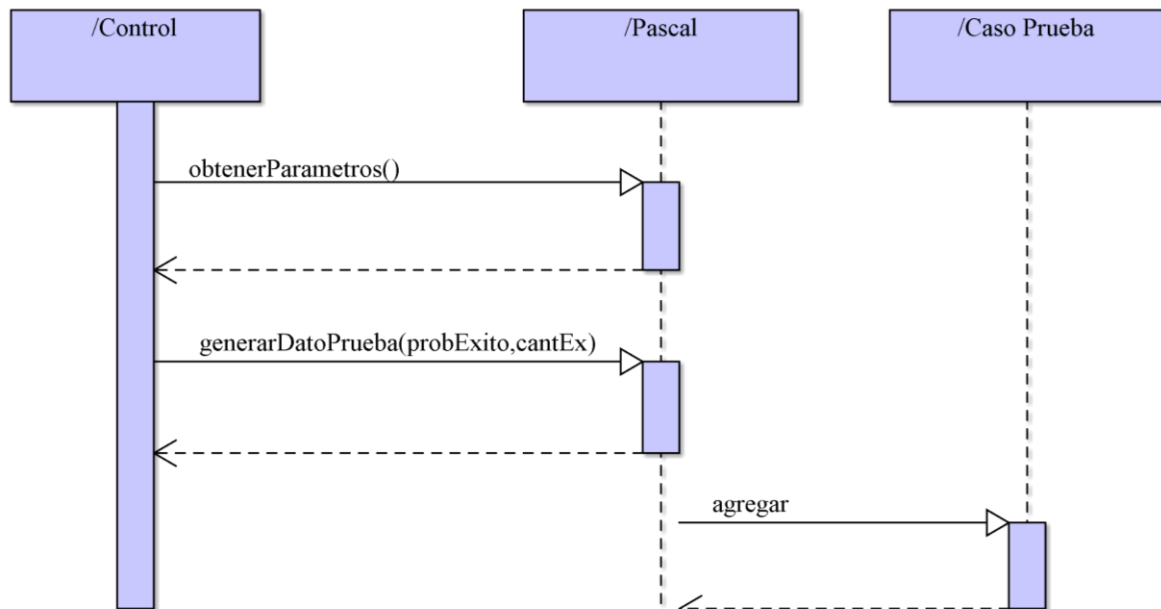 /Control
/Pascal
/Caso Prueba
obtenerParametros()
generarDatoPrueba(probExito,cantEx)
agregar